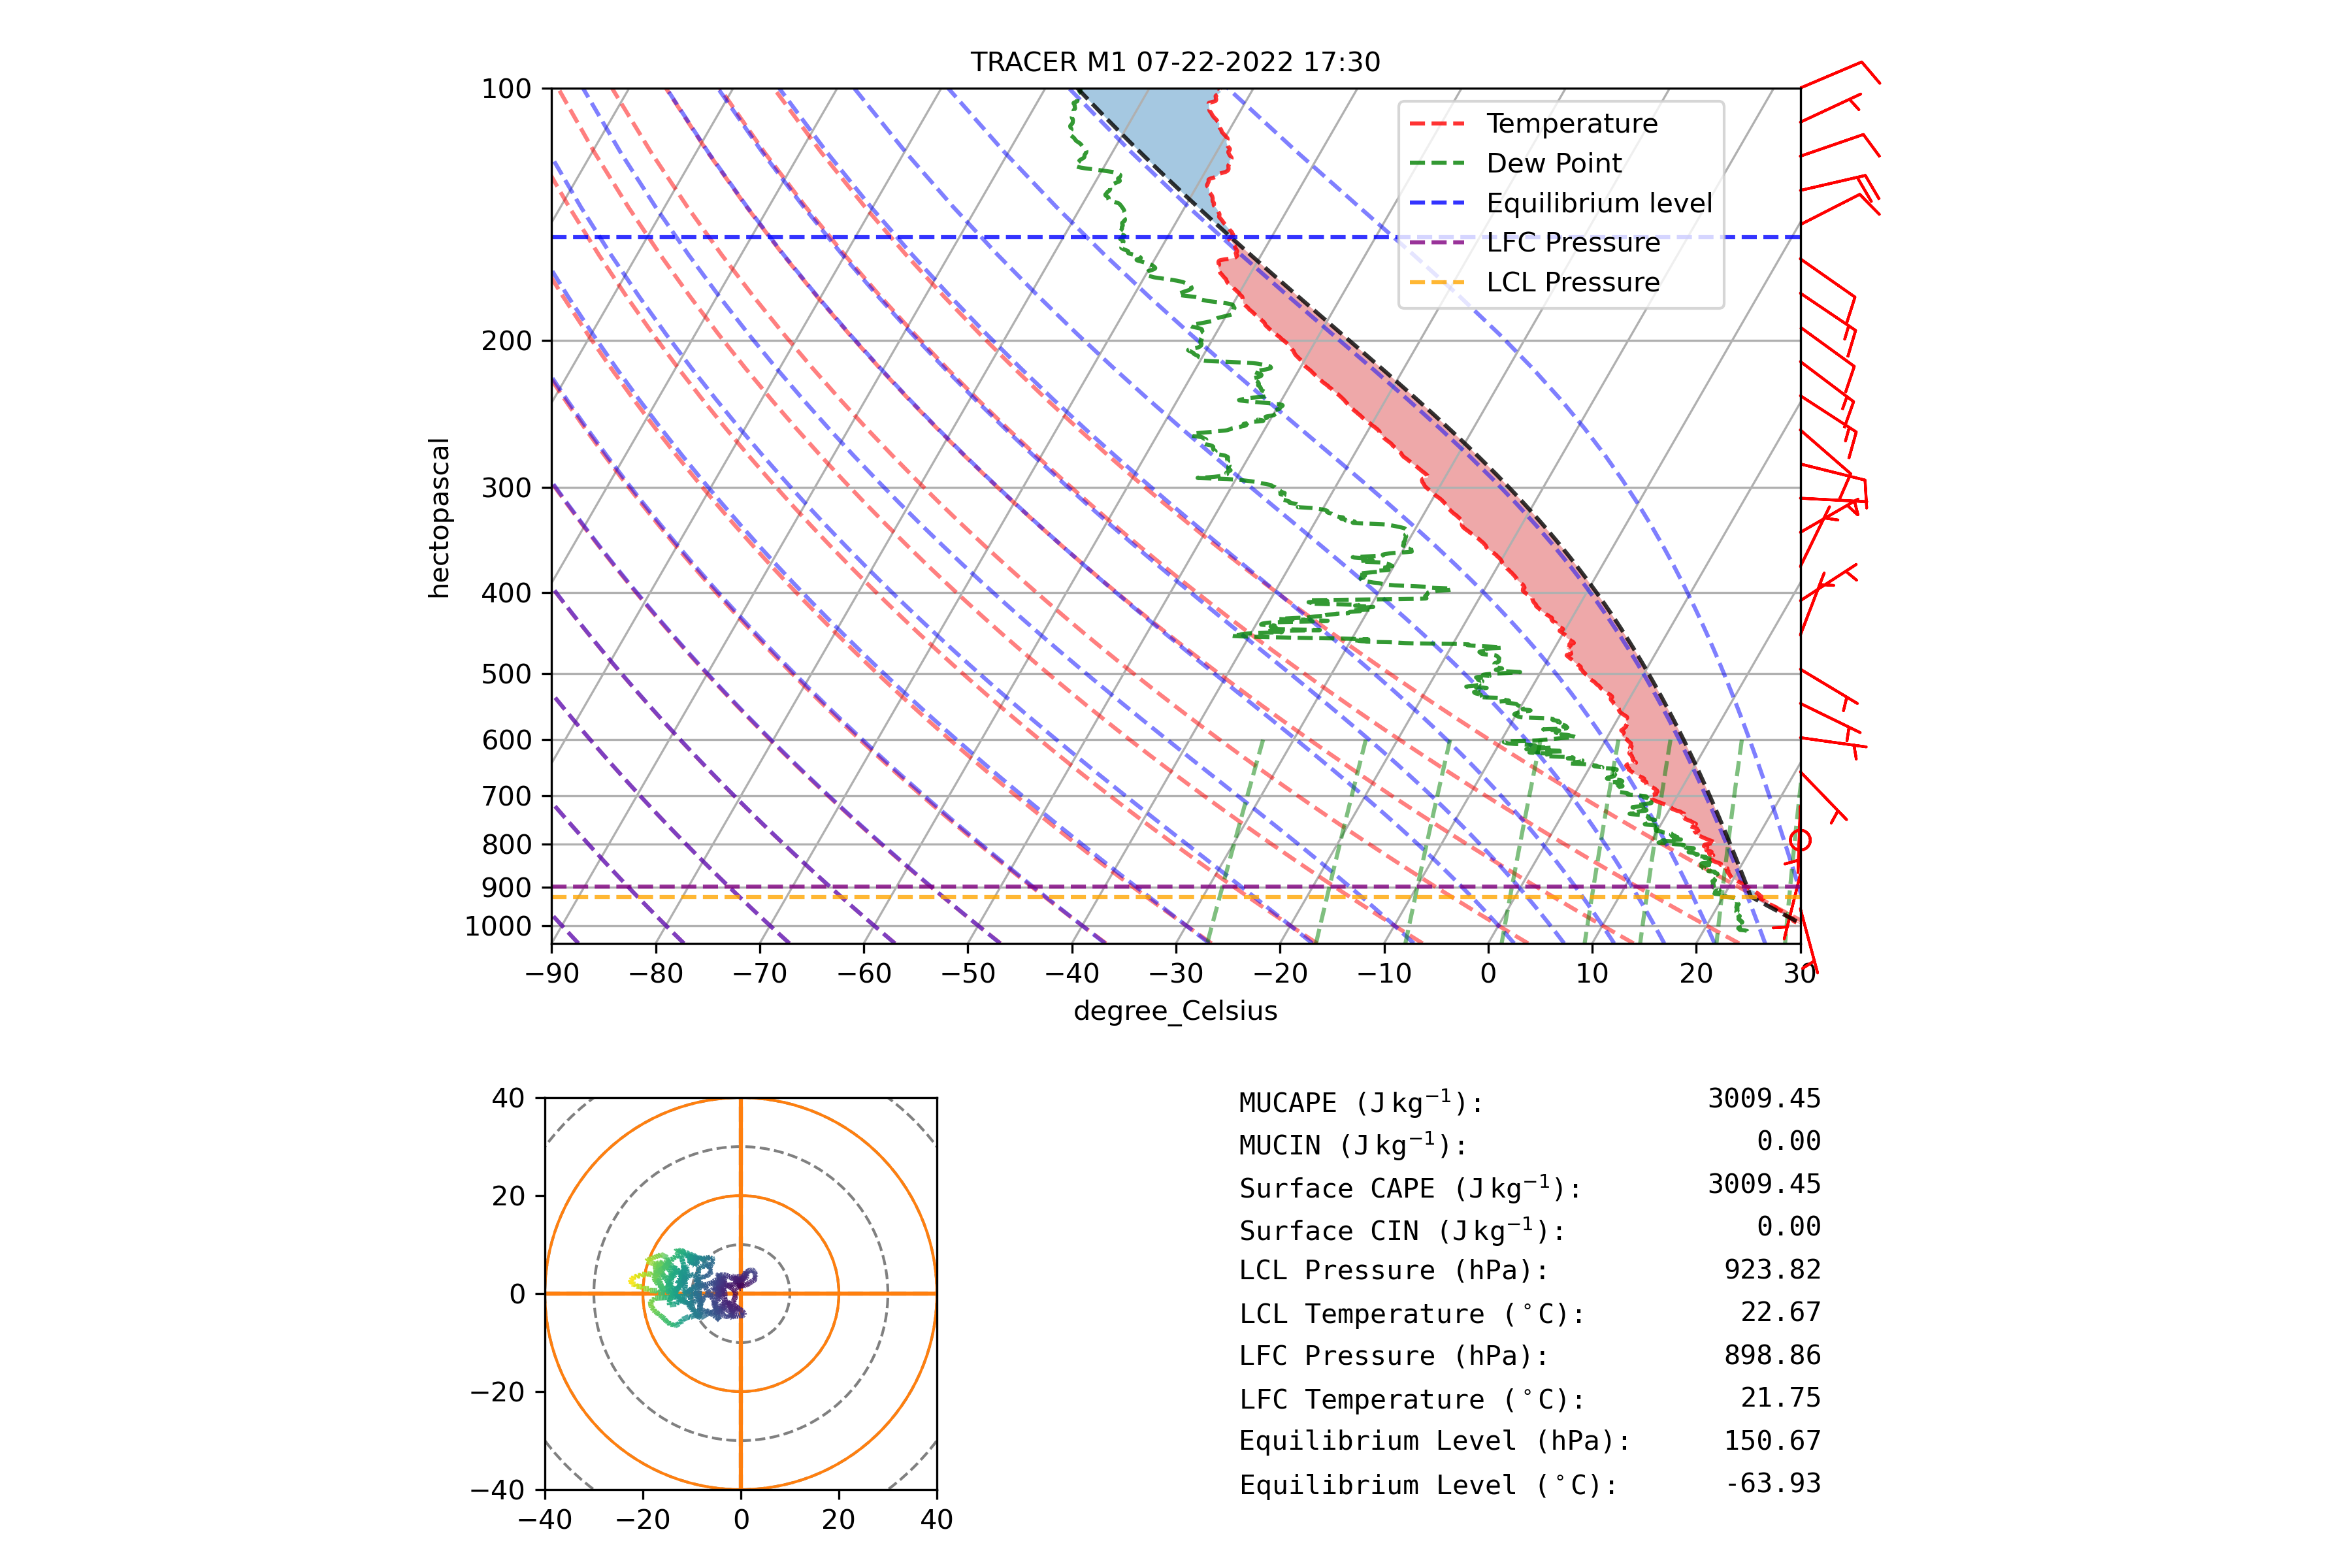 TRACER M1 07-22-2022 17:30
100
200
300
400
500
600
700
800
900
1000
hectopascal
Temperature
Dew Point
Equilibrium level
LFC Pressure
LCL Pressure
−90 −80 −70 −60 −50 −40 −30 −20 −10 0 10 20 30
degree_Celsius
40
20
0
−20
−40
−40 −20 0 20 40
MUCAPE (J kg⁻¹): 3009.45
MUCIN (J kg⁻¹): 0.00
Surface CAPE (J kg⁻¹): 3009.45
Surface CIN (J kg⁻¹): 0.00
LCL Pressure (hPa): 923.82
LCL Temperature (°C): 22.67
LFC Pressure (hPa): 898.86
LFC Temperature (°C): 21.75
Equilibrium Level (hPa): 150.67
Equilibrium Level (°C): -63.93